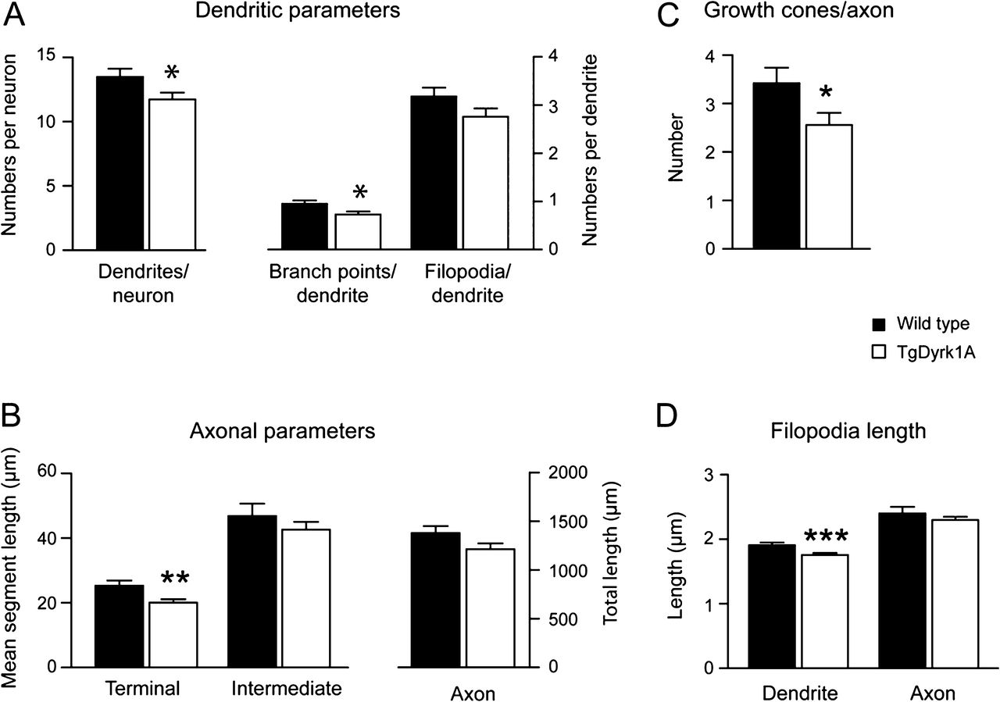 A
Dendritic parameters
Numbers per neuron
15
10
5
0
*
Dendrites/
neuron
*
Branch points/
dendrite
Filopodia/
dendrite
4
3
2
1
0
Numbers per dendrite
C
Growth cones/axon
Number
4
3
2
1
0
*
Wild type
TgDyrk1A
B
Axonal parameters
Mean segment length (µm)
60
40
20
0
**
Terminal
Intermediate
Axon
2000
1500
1000
500
0
Total length (µm)
D
Filopodia length
Length (µm)
3
2
1
0
***
Dendrite
Axon